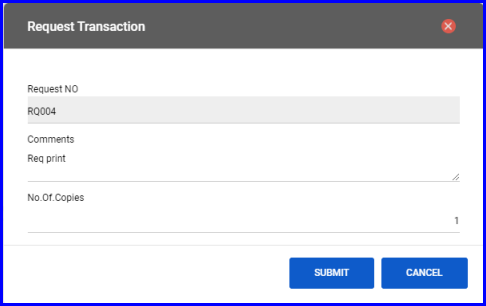 Request Transaction
Request NO
RQ004
Comments
Req print
No.Of.Copies
1
SUBMIT CANCEL